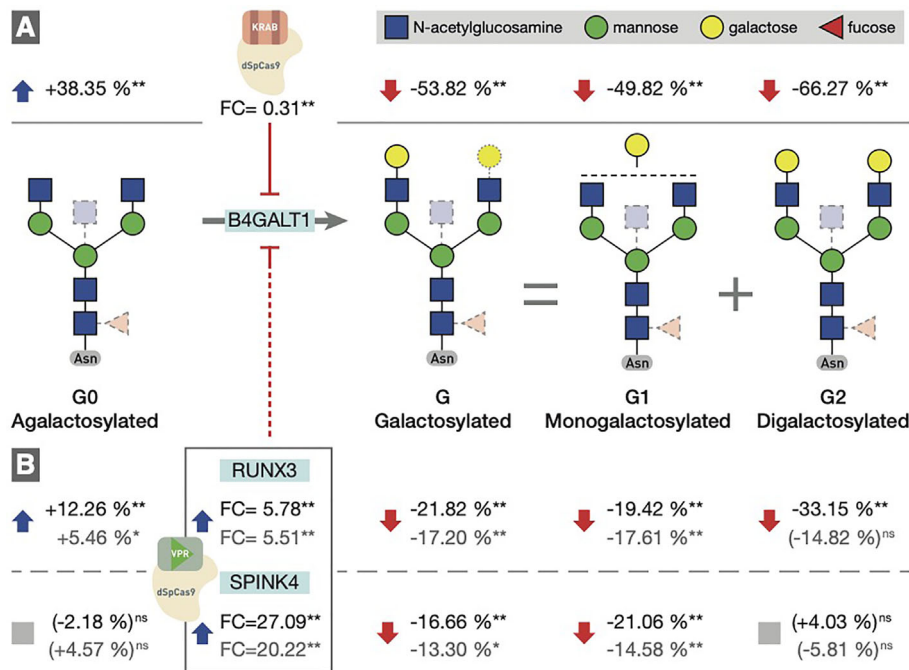 A
KRAB
dSpCas9
N-acetylglucosamine mannose galactose fucose
+38.35 %** FC= 0.31** -53.82 %** -49.82 %** -66.27 %**
B4GALT1
= +
Asn Asn Asn Asn
G0 G G1 G2
Agalactosylated Galactosylated Monogalactosylated Digalactosylated
B
RUNX3
+12.26 %** FC= 5.78** -21.82 %** -19.42 %** -33.15 %**
+5.46 %* FC= 5.51** -17.20 %** -17.61 %** (-14.82 %)ns
VPR
dSpCas9
SPINK4
(-2.18 %)ns FC=27.09** -16.66 %** -21.06 %** (+4.03 %)ns
(+4.57 %)ns FC=20.22** -13.30 %* -14.58 %** (-5.81 %)ns